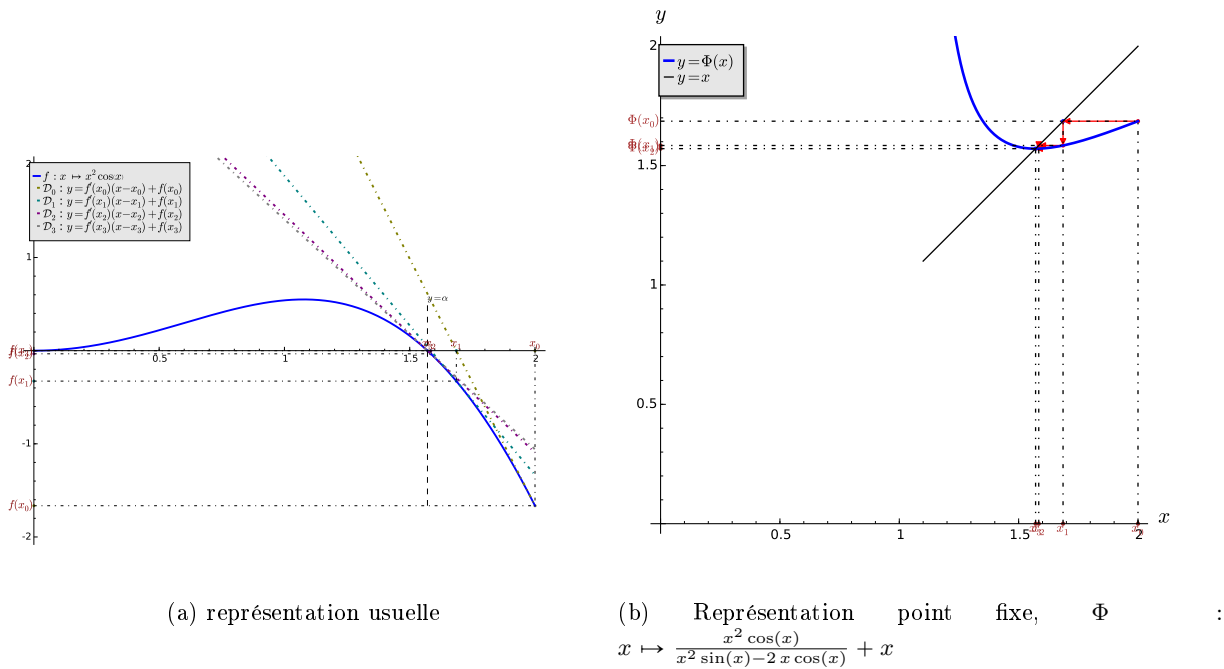 2
f : x ↦ x² cos x
D₀ : y = f′(x₀)(x−x₀)+f(x₀)
D₁ : y = f′(x₁)(x−x₁)+f(x₁)
D₂ : y = f′(x₂)(x−x₂)+f(x₂)
D₃ : y = f′(x₃)(x−x₃)+f(x₃)
1
y=α
x₁
x₀
0.5
1
1.5
2
f(x₁)
-1
f(x₀)
-2
(a) représentation usuelle
y
2
y=Φ(x)
y=x
Φ(x₀)
1.5
1
0.5
x
0.5
1
1.5
x₁
2
(b) Représentation point fixe, Φ :
x ↦ x² cos(x) / (x² sin(x)−2 x cos(x)) + x